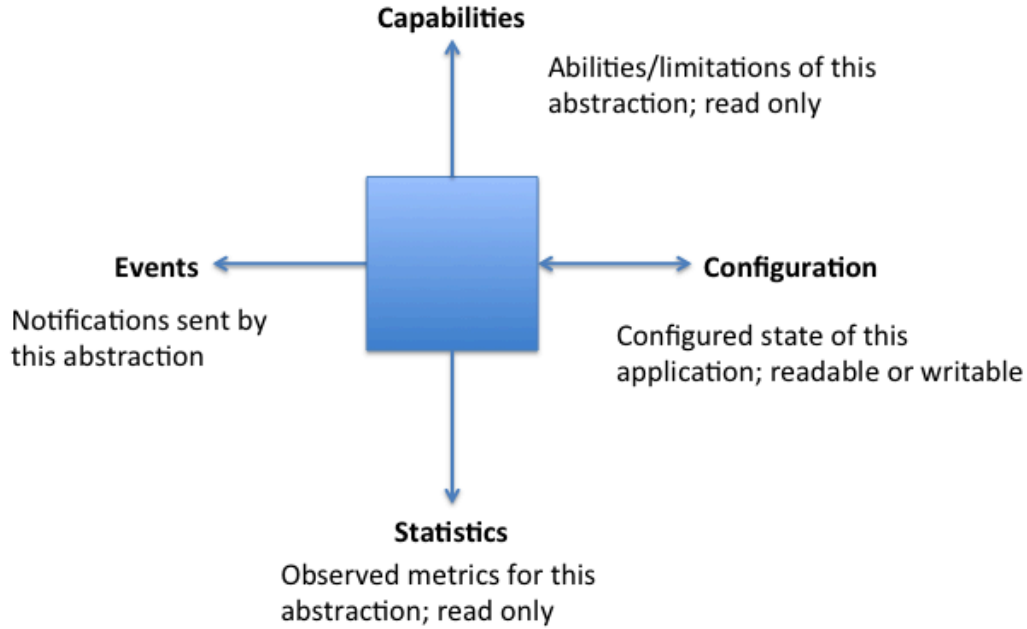 Capabilities
Abilities/limitations of this
abstraction; read only
Events
Configuration
Notifications sent by
this abstraction
Configured state of this
application; readable or writable
Statistics
Observed metrics for this
abstraction; read only